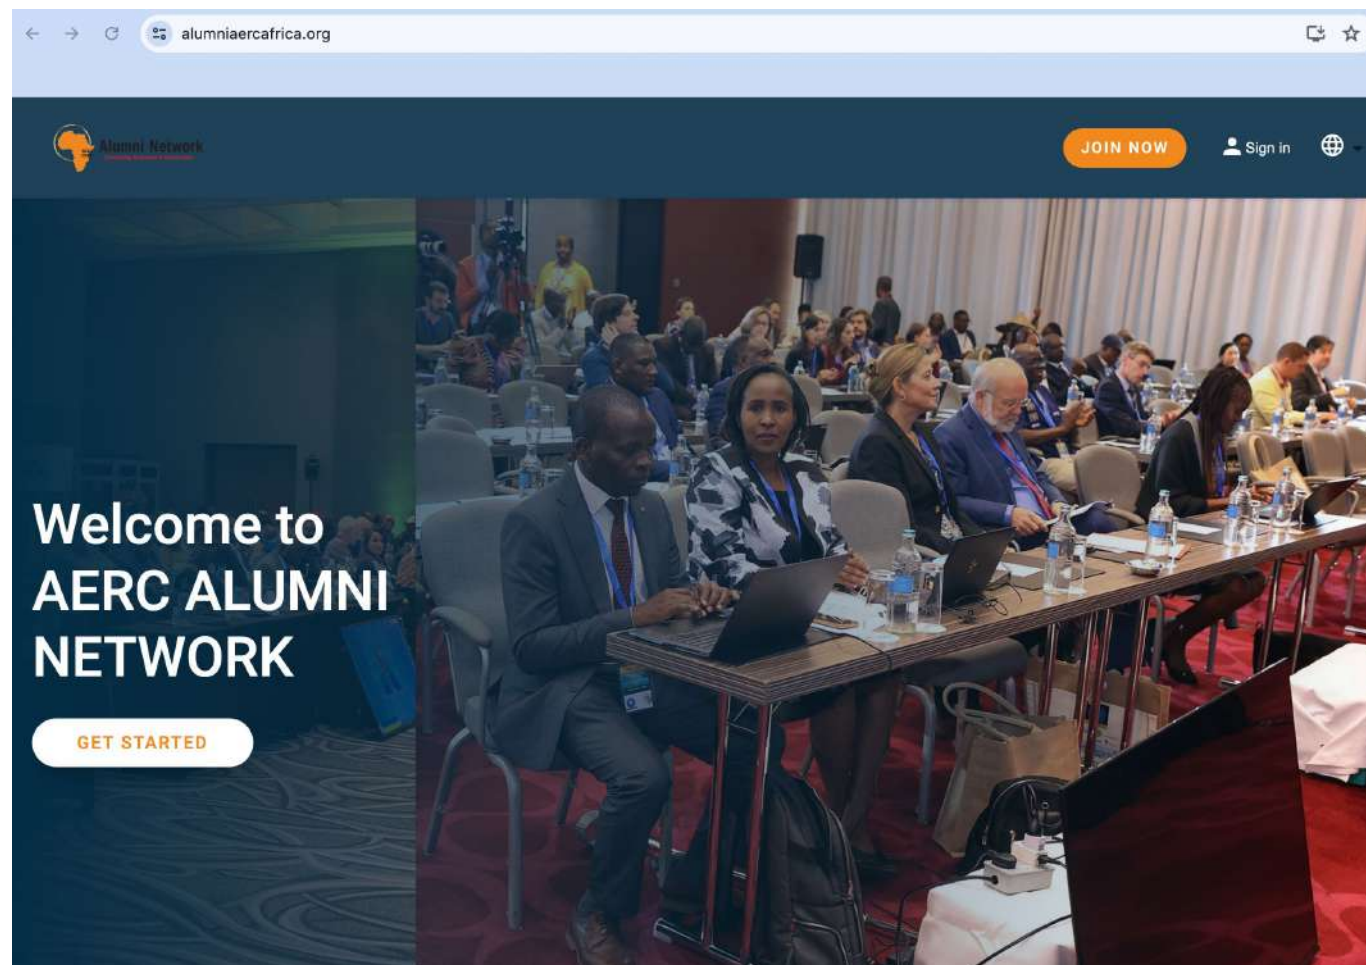 alumniaercafrica.org
Alumni Network
JOIN NOW
Sign in
Welcome to
AERC ALUMNI
NETWORK
GET STARTED